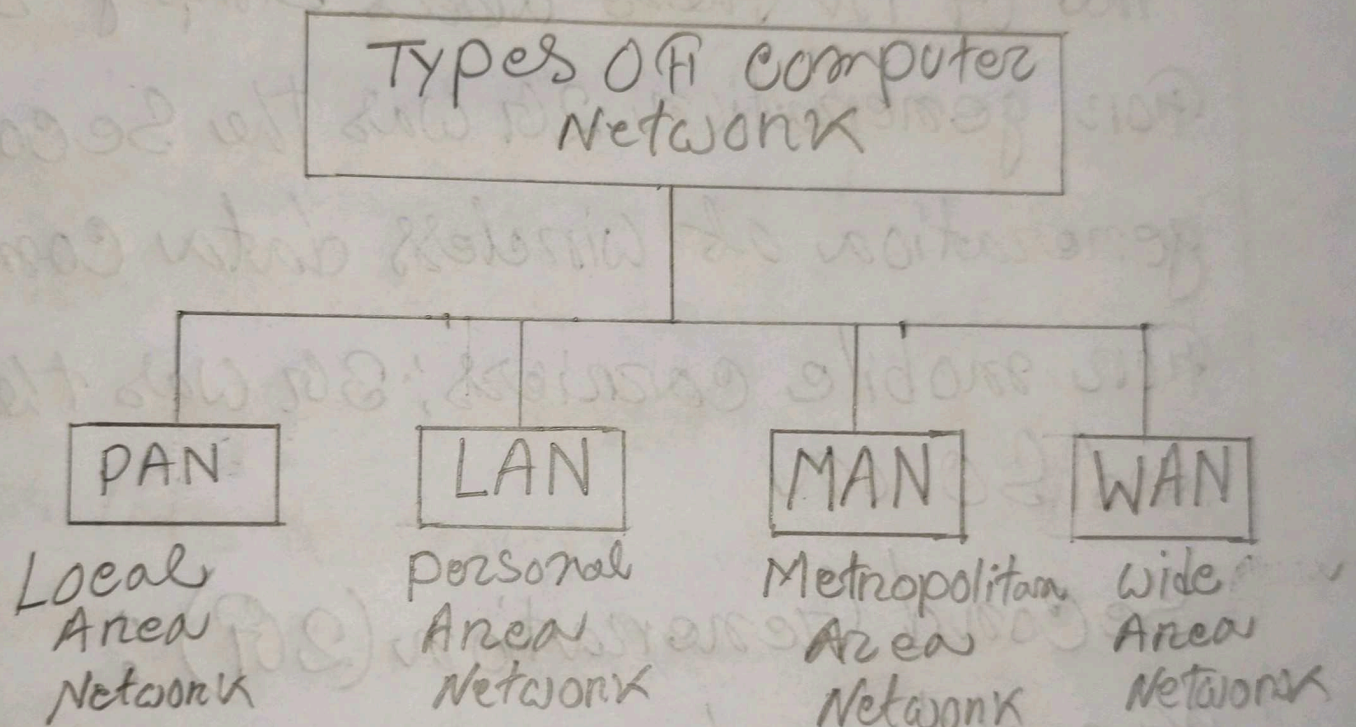 Types Of Computer
Network
PAN
LAN
MAN
WAN
Local
Area
Network
Personal
Area
Network
Metropolitan
Area
Network
Wide
Area
Network